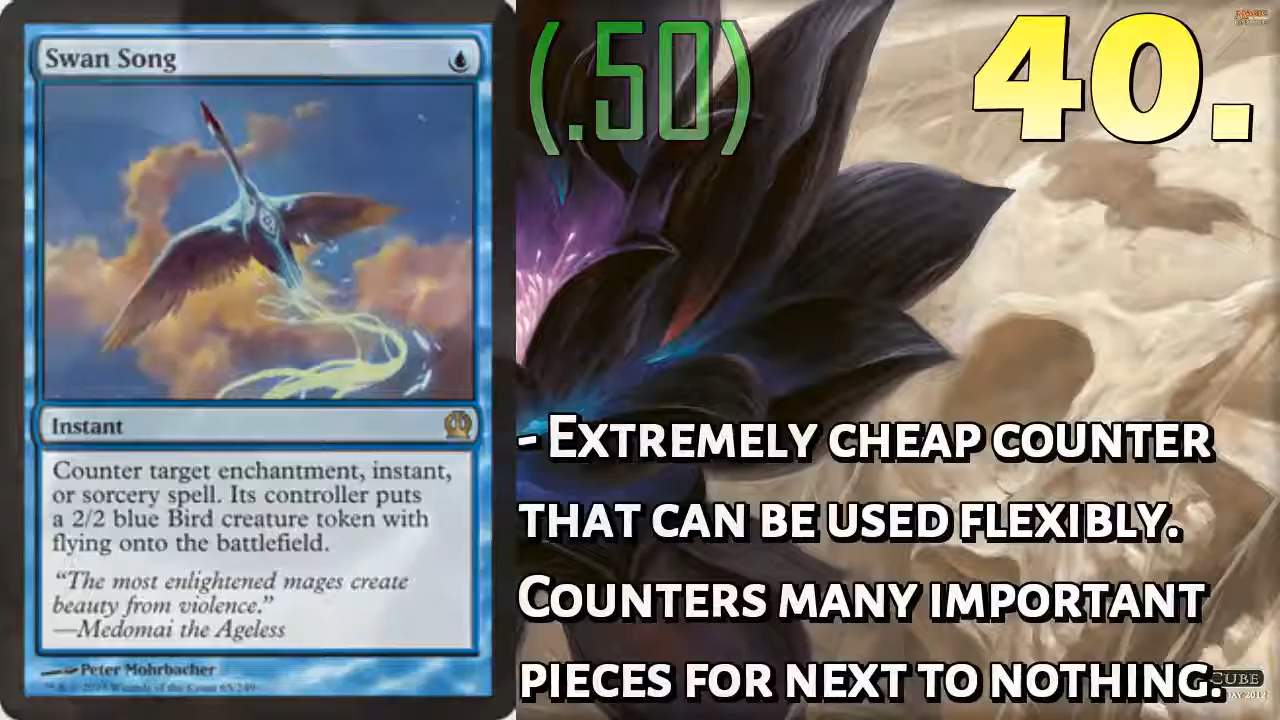 Swan Song
(.50)
40.
Instant
Counter target enchantment, instant,
or sorcery spell. Its controller puts
a 2/2 blue Bird creature token with
flying onto the battlefield.
"The most enlightened mages create
beauty from violence."
—Medomai the Ageless
Peter Mohrbacher
- EXTREMELY CHEAP COUNTER
THAT CAN BE USED FLEXIBLY.
COUNTERS MANY IMPORTANT
PIECES FOR NEXT TO NOTHING.
MAGIC
CUBE